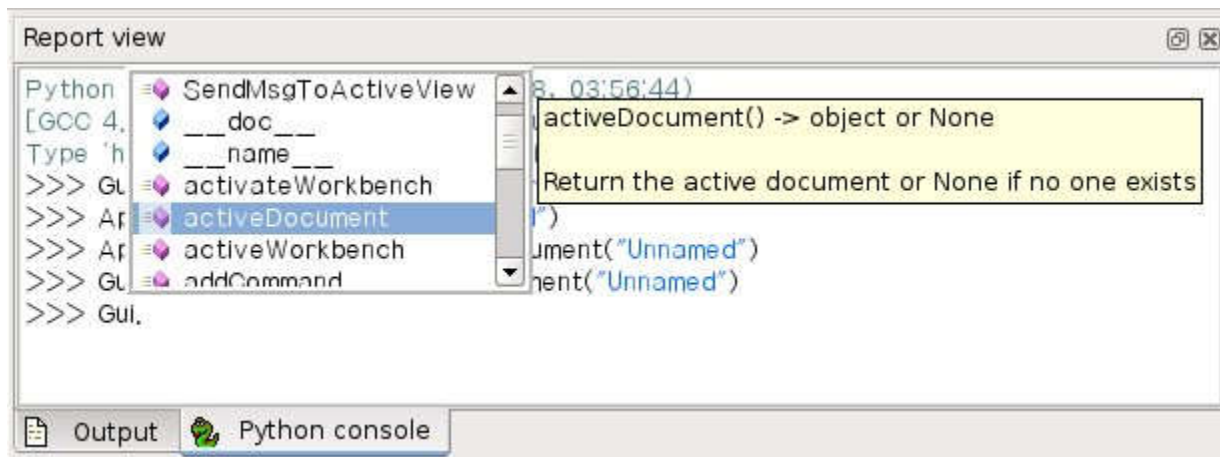 Report view
Python 8, 03:56:44)
[GCC 4,
Type 'h
>>> Gu
>>> Ap ")
>>> Ap ument("Unnamed")
>>> Gu ment("Unnamed")
>>> Gui.
SendMsgToActiveView
__doc__
__name__
activateWorkbench
activeDocument
activeWorkbench
addCommand
activeDocument() -> object or None
Return the active document or None if no one exists
Output Python console